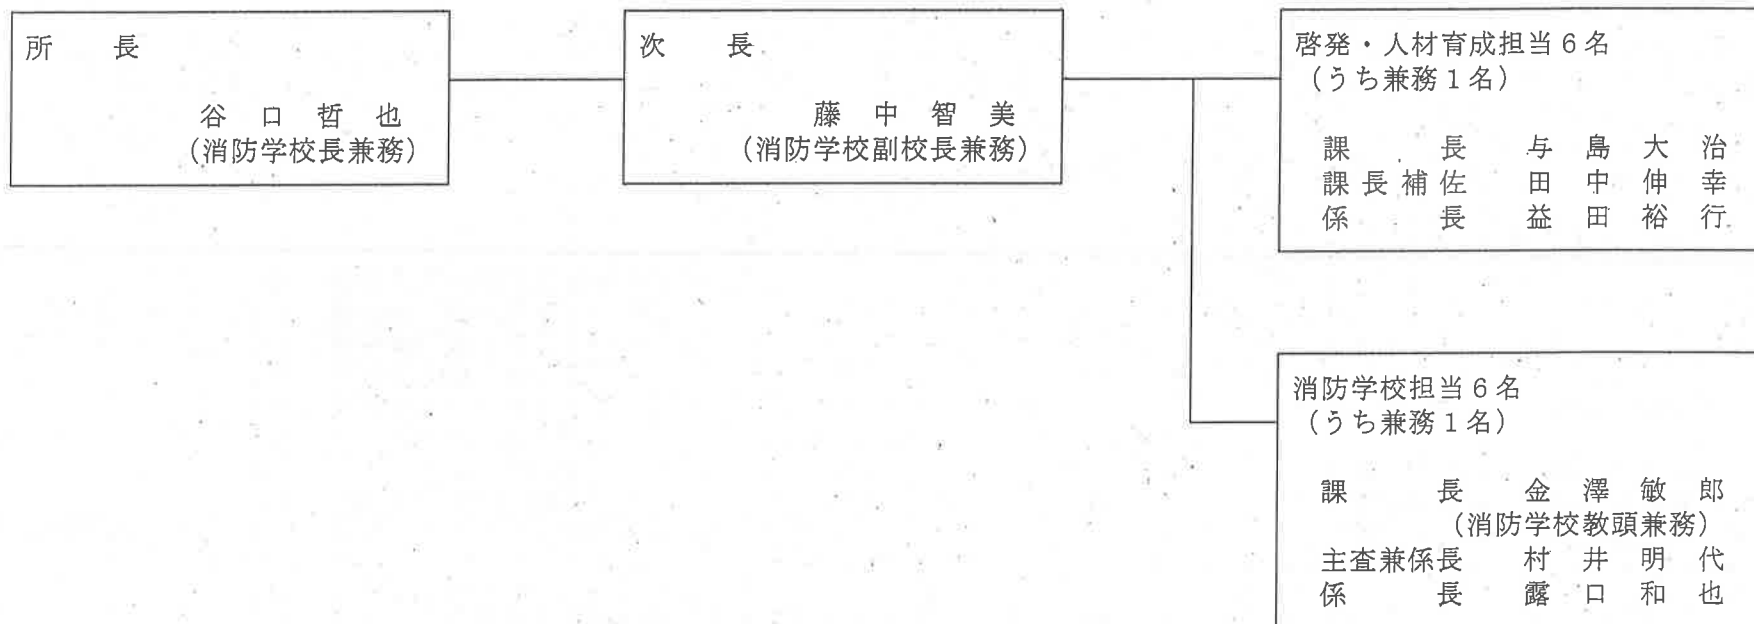 所　長
谷口哲也
(消防学校長兼務)
次　長
藤中智美
(消防学校副校長兼務)
啓発・人材育成担当6名
(うち兼務1名)
課　長　与島大治
課長補佐　田中伸幸
係　長　益田裕行
消防学校担当6名
(うち兼務1名)
課　長　金澤敏郎
(消防学校教頭兼務)
主査兼係長　村井明代
係　長　露口和也